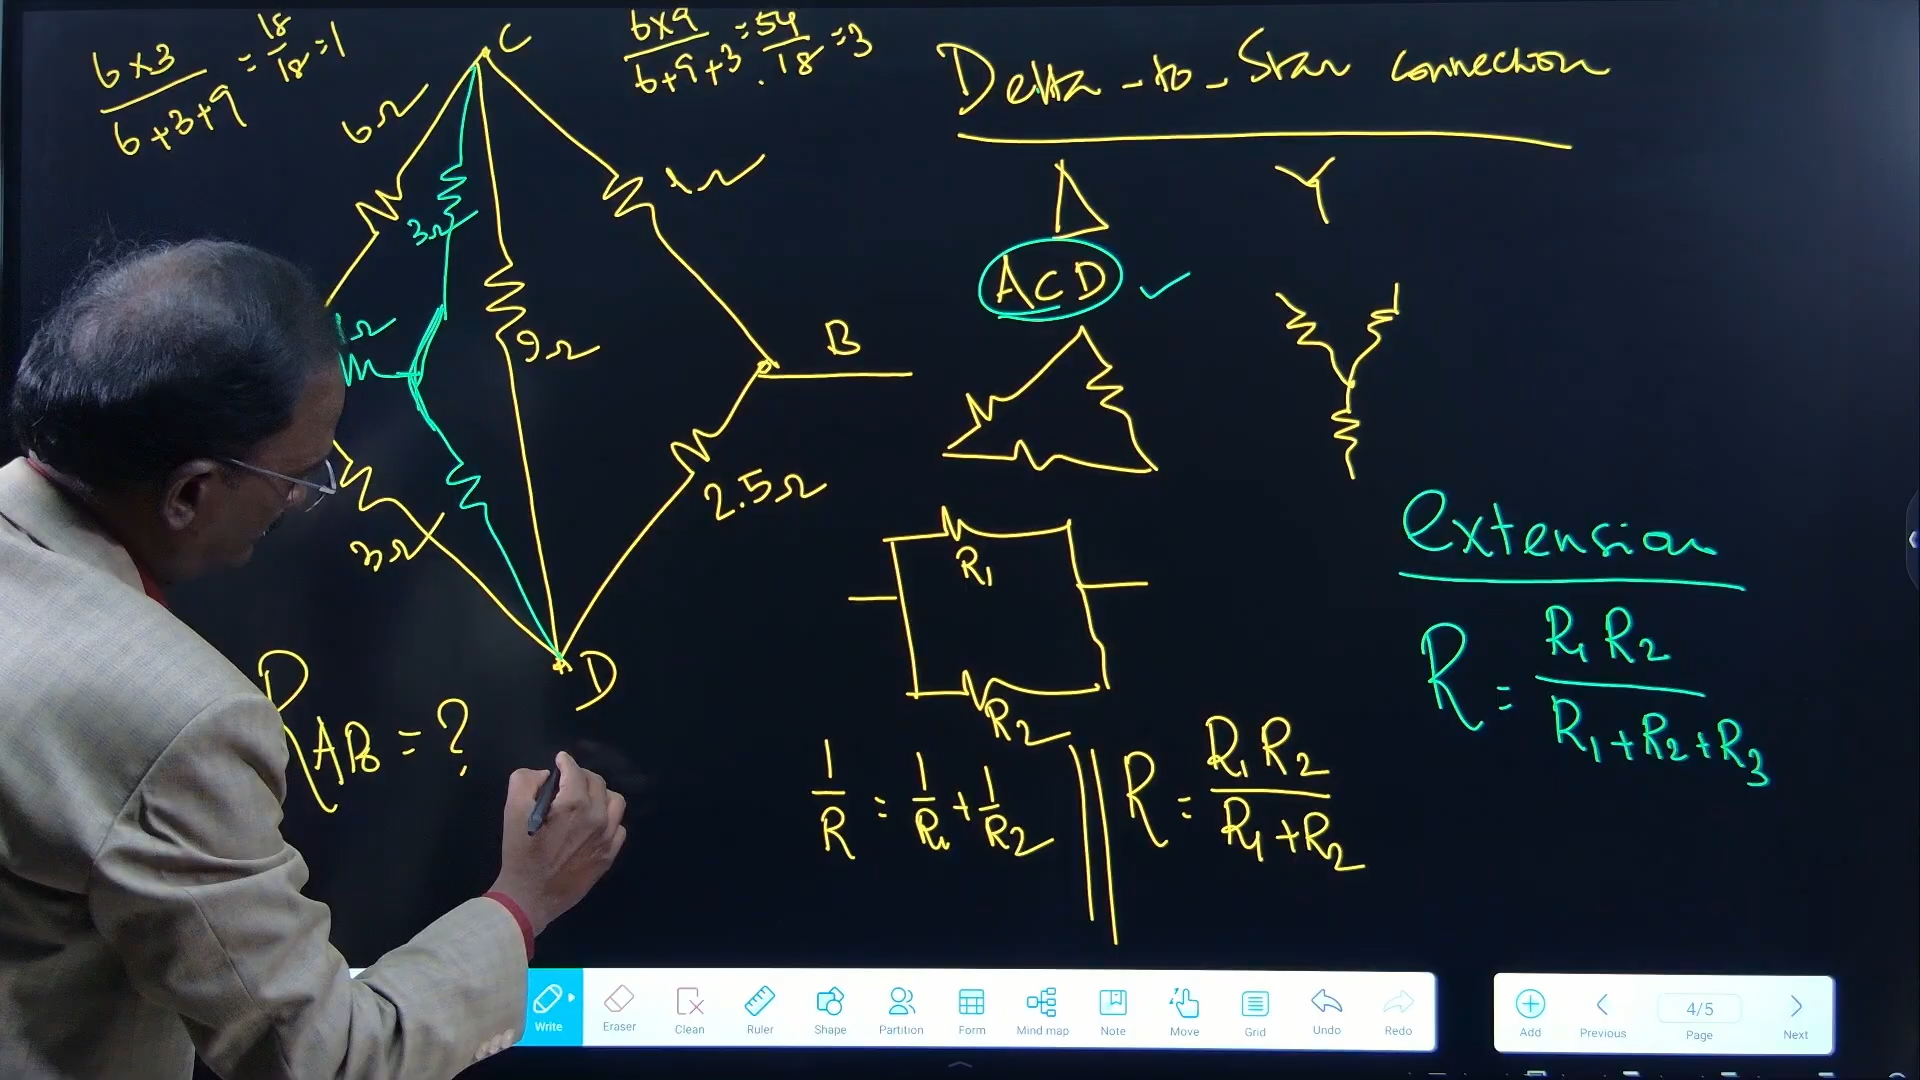 6×3
6+3+9
= 18
18
= 1
6×9
6+9+3
= 54
18
= 3
Delta-to-Star connection
C
6Ω
3Ω
1Ω
9Ω
1Ω
B
2.5Ω
3Ω
D
R_AB = ?
Δ
Y
ACD ✓
R₁
R₂
1/R = 1/R₁ + 1/R₂
R = R₁R₂
R₁+R₂
extension
R = R₁R₂
R₁+R₂+R₃
Write
Eraser
Clean
Ruler
Shape
Partition
Form
Mind map
Note
Move
Grid
Undo
Redo
Add
Previous
4/5
Page
Next